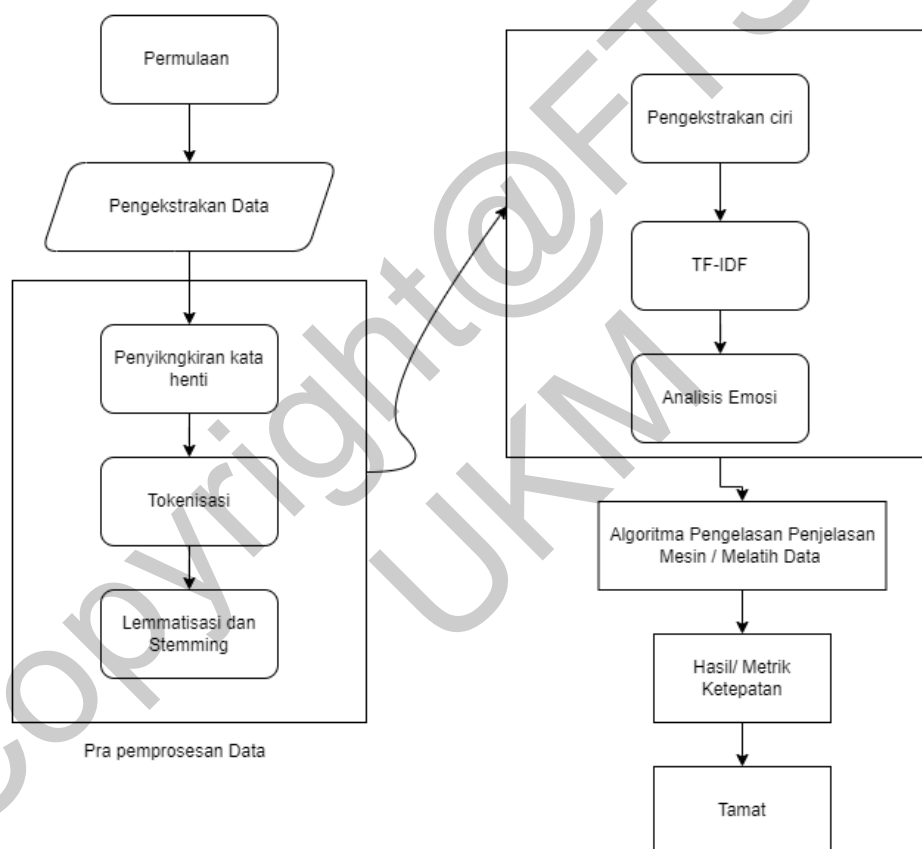 Permulaan
Pengekstrakan Data
Penyikngkiran kata
henti
Tokenisasi
Lemmatisasi dan
Stemming
Pra pemprosesan Data
Pengekstrakan ciri
TF-IDF
Analisis Emosi
Algoritma Pengelasan Penjelasan
Mesin / Melatih Data
Hasil/ Metrik
Ketepatan
Tamat
Copyright@FTS
UKM